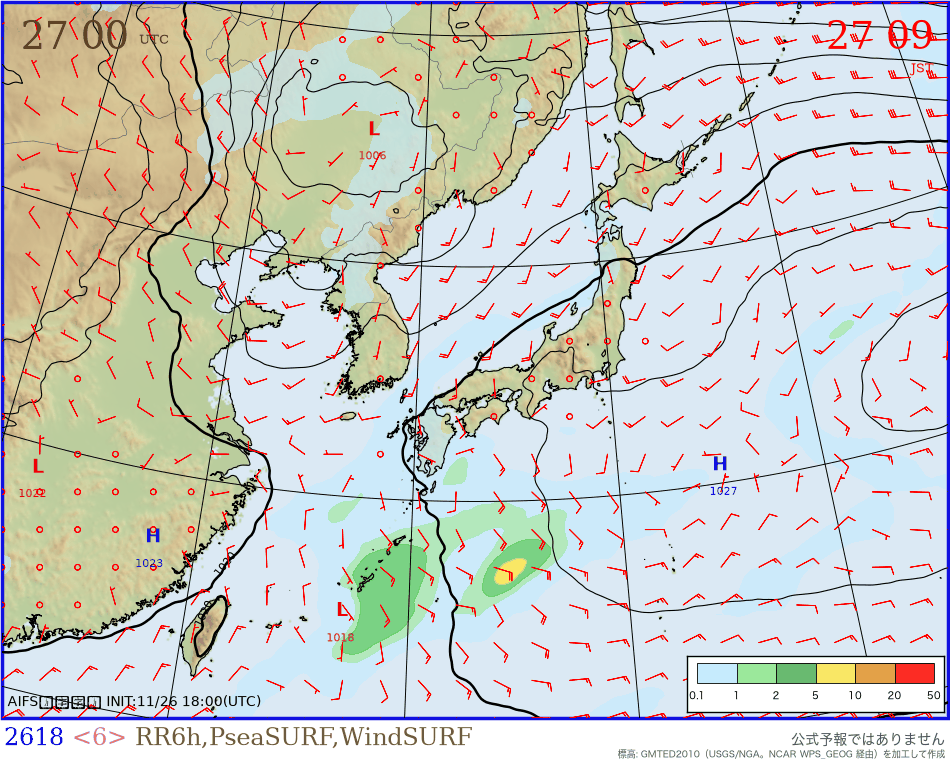 27 00 UTC
27 09
JST
L
1006
L
1022
H
1027
H
1023
1020
L
1018
AIFS INIT:11/26 18:00(UTC)
0.1 1 2 5 10 20 50
2618 <6> RR6h,PseaSURF,WindSURF
公式予報ではありません
標高: GMTED2010（USGS/NGA。NCAR WPS_GEOG 経由）を加工して作成